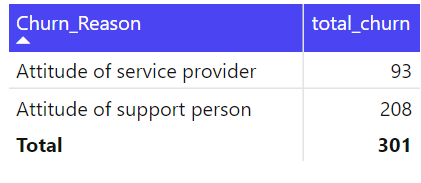 Churn_Reason total_churn
Attitude of service provider 93
Attitude of support person 208
Total 301